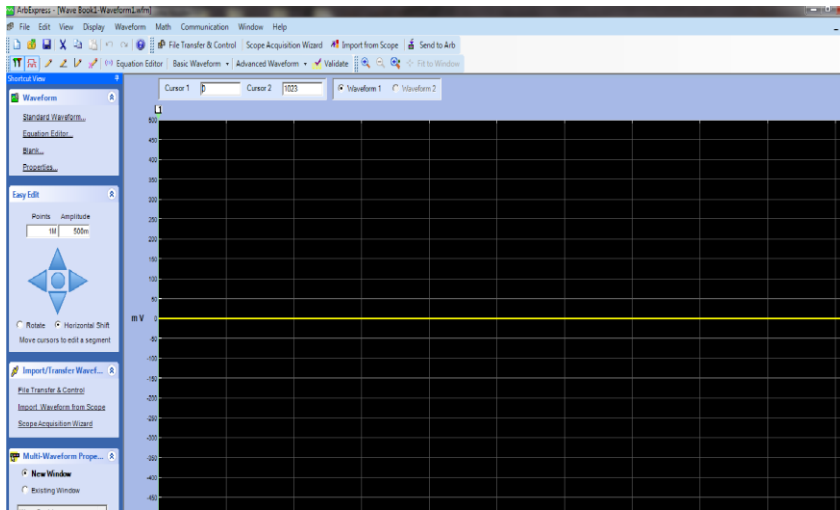 ArbExpress - [Wave Book1-Waveform1.wfm]
File Edit View Display Waveform Math Communication Window Help
File Transfer & Control Scope Acquisition Wizard Import from Scope Send to Arb
Equation Editor Basic Waveform Advanced Waveform Validate Fit to Window
Shortcut View
Cursor 1 0 Cursor 2 1023 Waveform 1 Waveform 2
Waveform
Standard Waveform...
Equation Editor...
Blank...
Properties...
Easy Edit
Points Amplitude
1M 500m
Rotate Horizontal Shift
Move cursors to edit a segment
Import/Transfer Wavef...
File Transfer & Control
Import Waveform from Scope
Scope Acquisition Wizard
Multi-Waveform Prope...
New Window
Existing Window
1
500
450
400
350
300
250
200
150
100
50
m V 0
-50
-100
-150
-200
-250
-300
-350
-400
-450